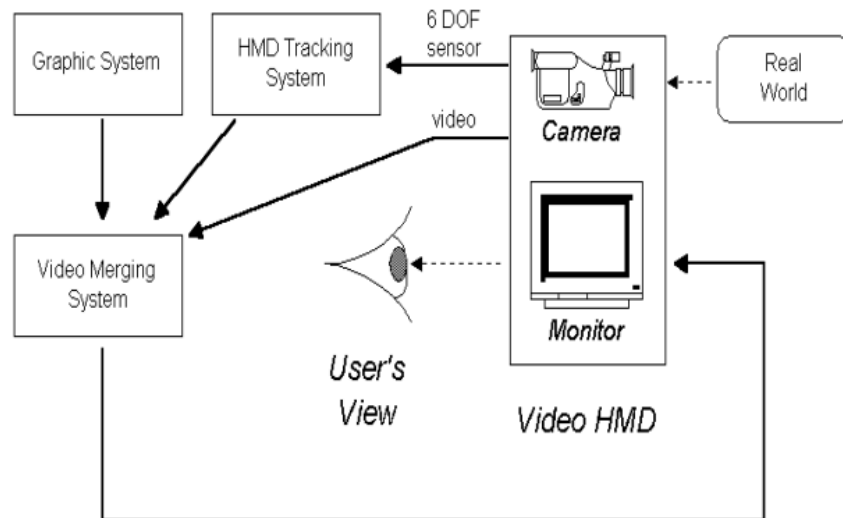 6 DOF
sensor
Graphic System
HMD Tracking
System
Real
World
video
Camera
Video Merging
System
Monitor
User's
View
Video HMD